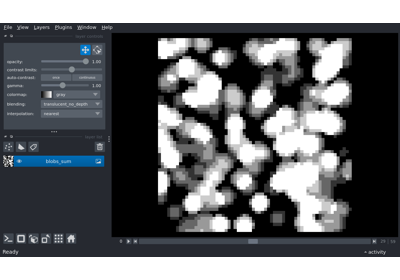 File View Layers Plugins Window Help
opacity: 1.00
contrast limits:
auto-contrast: once continuous
gamma: 1.00
colormap: gray
blending: translucent_no_depth
interpolation: nearest
blobs_sum
Ready
activity